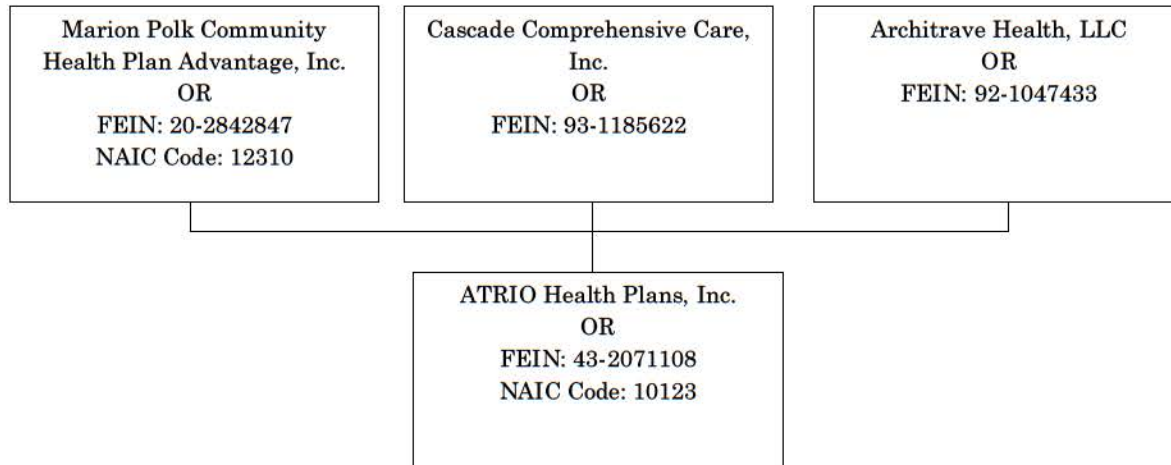 Marion Polk Community
Health Plan Advantage, Inc.
OR
FEIN: 20-2842847
NAIC Code: 12310
Cascade Comprehensive Care,
Inc.
OR
FEIN: 93-1185622
Architrave Health, LLC
OR
FEIN: 92-1047433
ATRIO Health Plans, Inc.
OR
FEIN: 43-2071108
NAIC Code: 10123